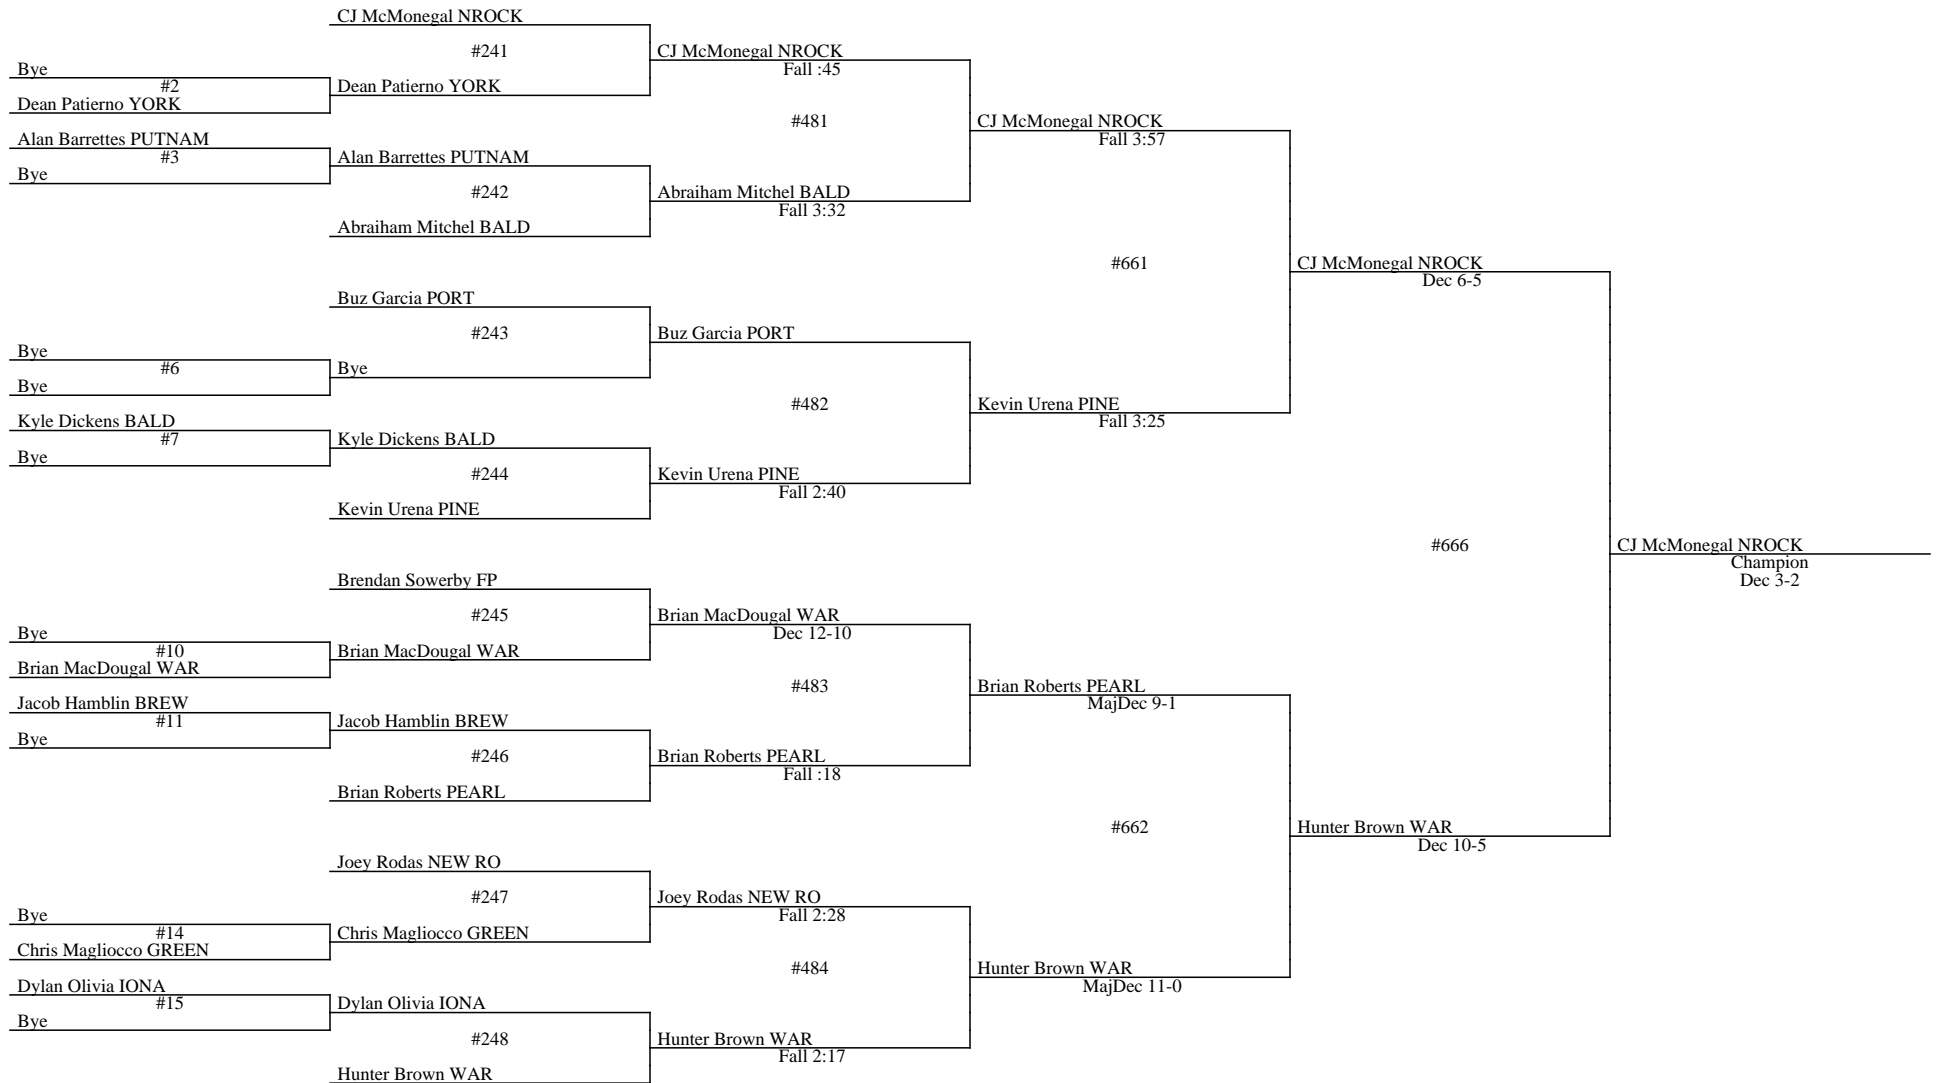 CJ McMonegal NROCK
#241
CJ McMonegal NROCK
Fall :45
Bye
#2
Dean Patierno YORK
Dean Patierno YORK
#481
CJ McMonegal NROCK
Fall 3:57
Alan Barrettes PUTNAM
#3
Alan Barrettes PUTNAM
Bye
#242
Abraiham Mitchel BALD
Fall 3:32
Abraiham Mitchel BALD
#661
CJ McMonegal NROCK
Dec 6-5
Buz Garcia PORT
#243
Buz Garcia PORT
Bye
#6
Bye
Bye
#482
Kevin Urena PINE
Fall 3:25
Kyle Dickens BALD
#7
Kyle Dickens BALD
Bye
#244
Kevin Urena PINE
Fall 2:40
Kevin Urena PINE
#666
CJ McMonegal NROCK
Champion
Dec 3-2
Brendan Sowerby FP
#245
Brian MacDougal WAR
Dec 12-10
Bye
#10
Brian MacDougal WAR
Brian MacDougal WAR
#483
Brian Roberts PEARL
MajDec 9-1
Jacob Hamblin BREW
#11
Jacob Hamblin BREW
Bye
#246
Brian Roberts PEARL
Fall :18
Brian Roberts PEARL
#662
Hunter Brown WAR
Dec 10-5
Joey Rodas NEW RO
#247
Joey Rodas NEW RO
Fall 2:28
Bye
#14
Chris Magliocco GREEN
Chris Magliocco GREEN
#484
Hunter Brown WAR
MajDec 11-0
Dylan Olivia IONA
#15
Dylan Olivia IONA
Bye
#248
Hunter Brown WAR
Fall 2:17
Hunter Brown WAR